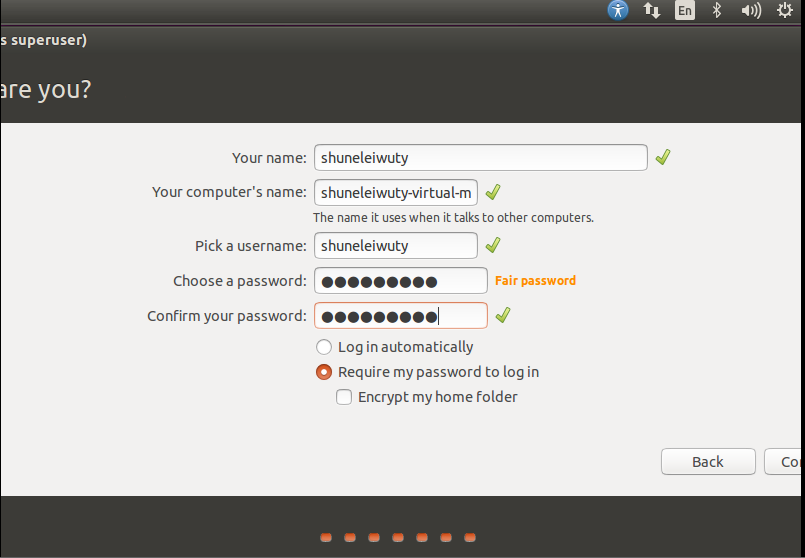 En
s superuser)
are you?
Your name: shuneleiwuty
Your computer's name: shuneleiwuty-virtual-m
The name it uses when it talks to other computers.
Pick a username: shuneleiwuty
Choose a password: ●●●●●●●●● Fair password
Confirm your password: ●●●●●●●●●
Log in automatically
Require my password to log in
Encrypt my home folder
Back Co